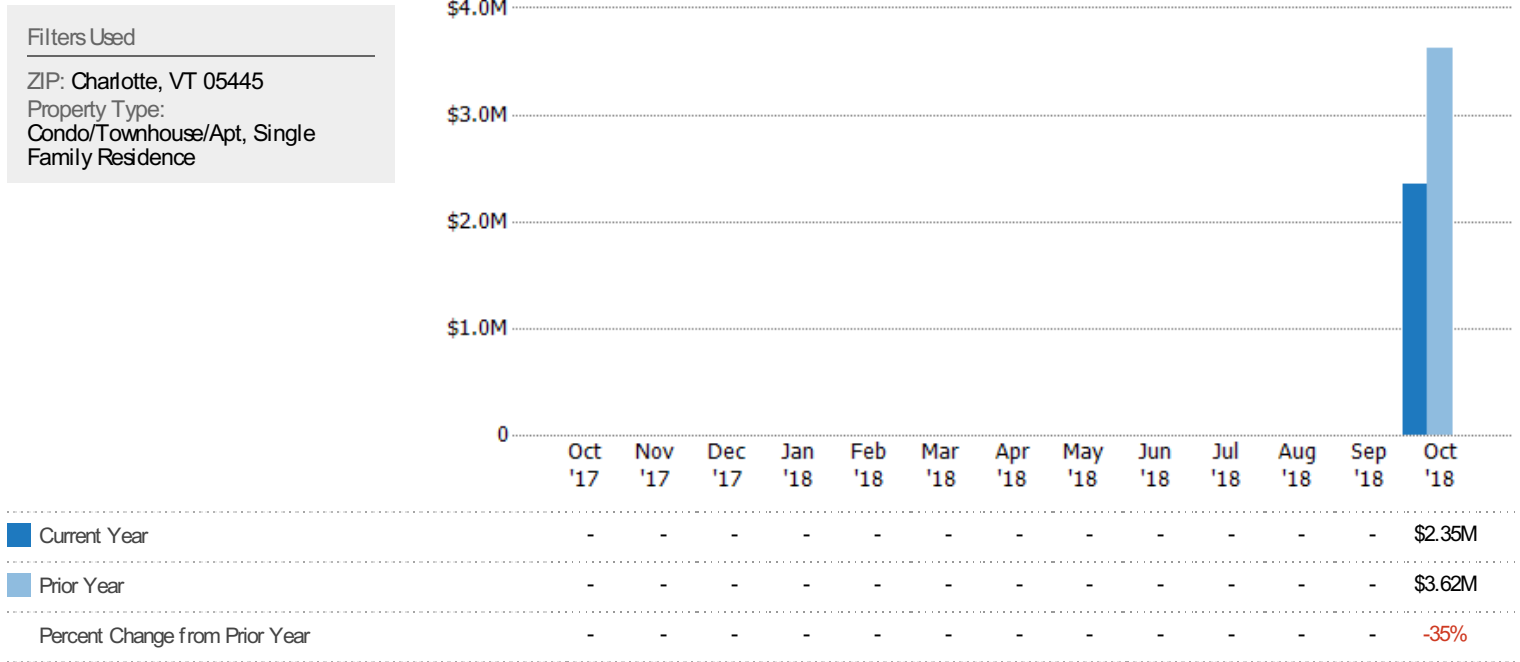 Filters Used
ZIP: Charlotte, VT 05445
Property Type:
Condo/Townhouse/Apt, Single
Family Residence
$4.0M
$3.0M
$2.0M
$1.0M
0
Oct Nov Dec Jan Feb Mar Apr May Jun Jul Aug Sep Oct
'17 '17 '17 '18 '18 '18 '18 '18 '18 '18 '18 '18 '18
Current Year - - - - - - - - - - - - $2.35M
Prior Year - - - - - - - - - - - - $3.62M
Percent Change from Prior Year - - - - - - - - - - - - -35%